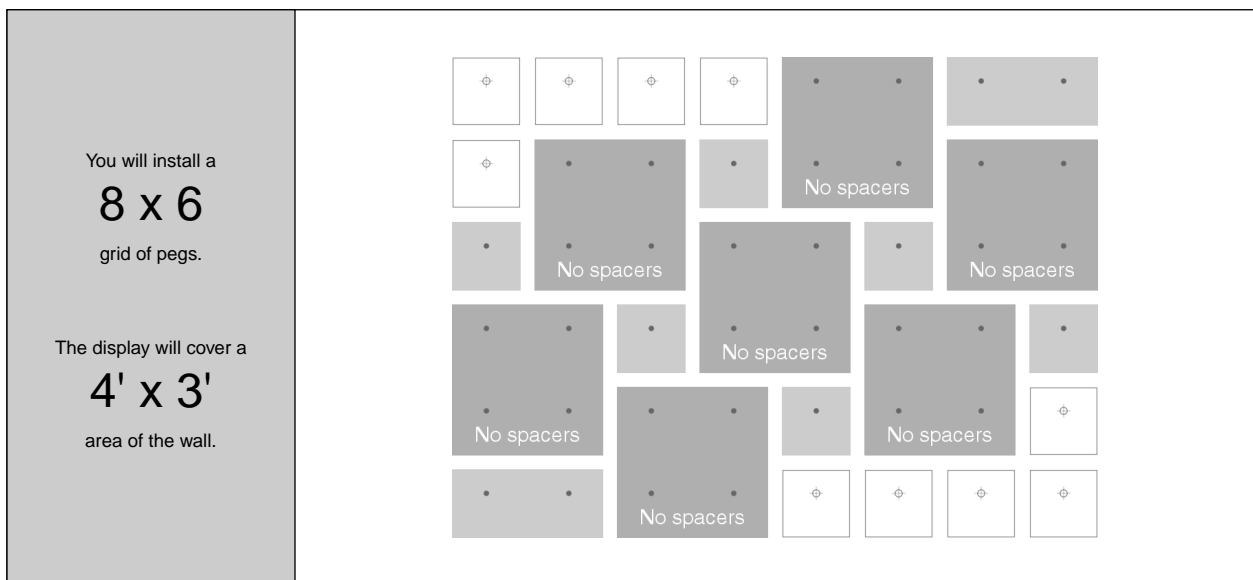 You will install a
8 x 6
grid of pegs.
The display will cover a
4' x 3'
area of the wall.
No spacers
No spacers
No spacers
No spacers
No spacers
No spacers
No spacers